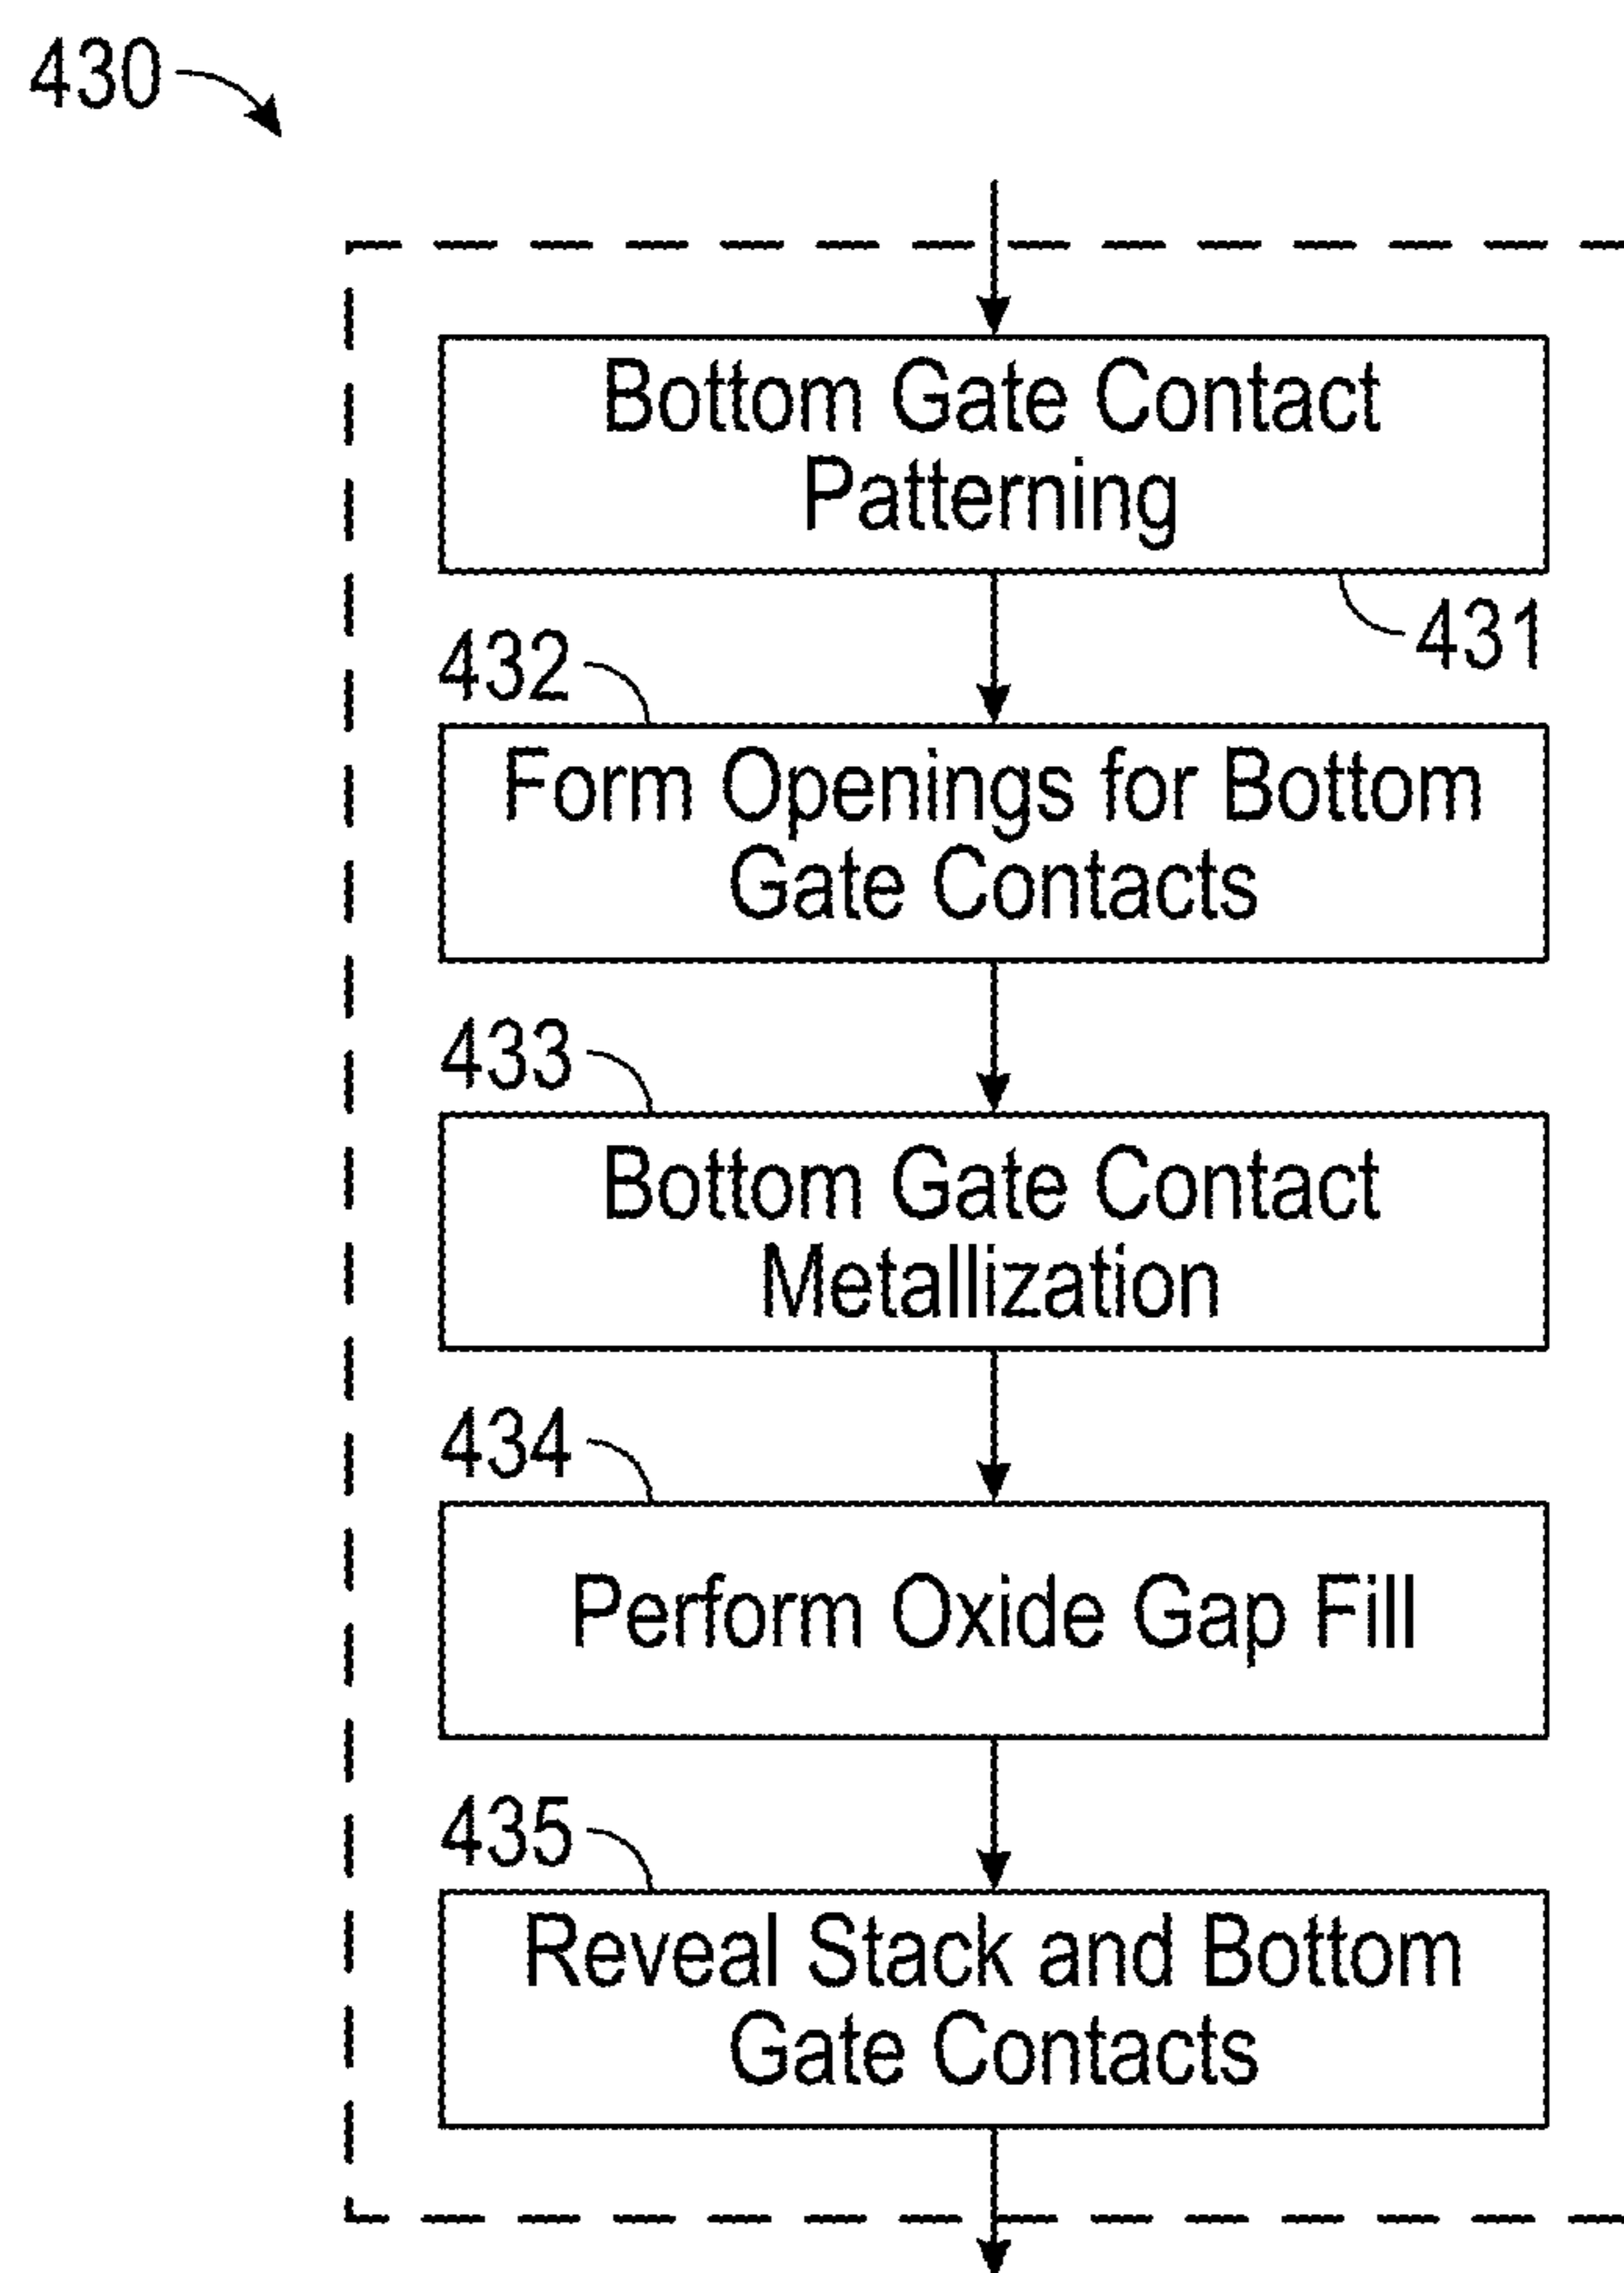 430
Bottom Gate Contact
Patterning
431
432
Form Openings for Bottom
Gate Contacts
433
Bottom Gate Contact
Metallization
434
Perform Oxide Gap Fill
435
Reveal Stack and Bottom
Gate Contacts